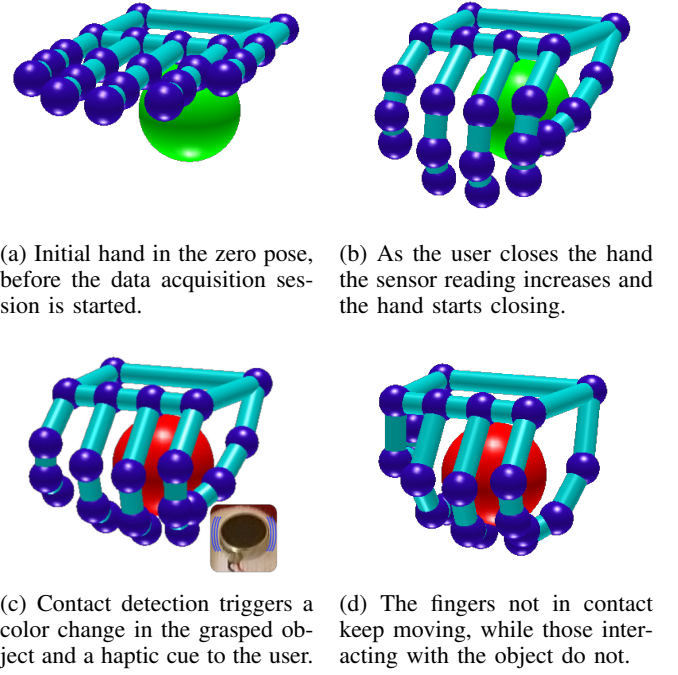 (a) Initial hand in the zero pose,
before the data acquisition ses-
sion is started.
(b) As the user closes the hand
the sensor reading increases and
the hand starts closing.
(c) Contact detection triggers a
color change in the grasped ob-
ject and a haptic cue to the user.
(d) The fingers not in contact
keep moving, while those inter-
acting with the object do not.